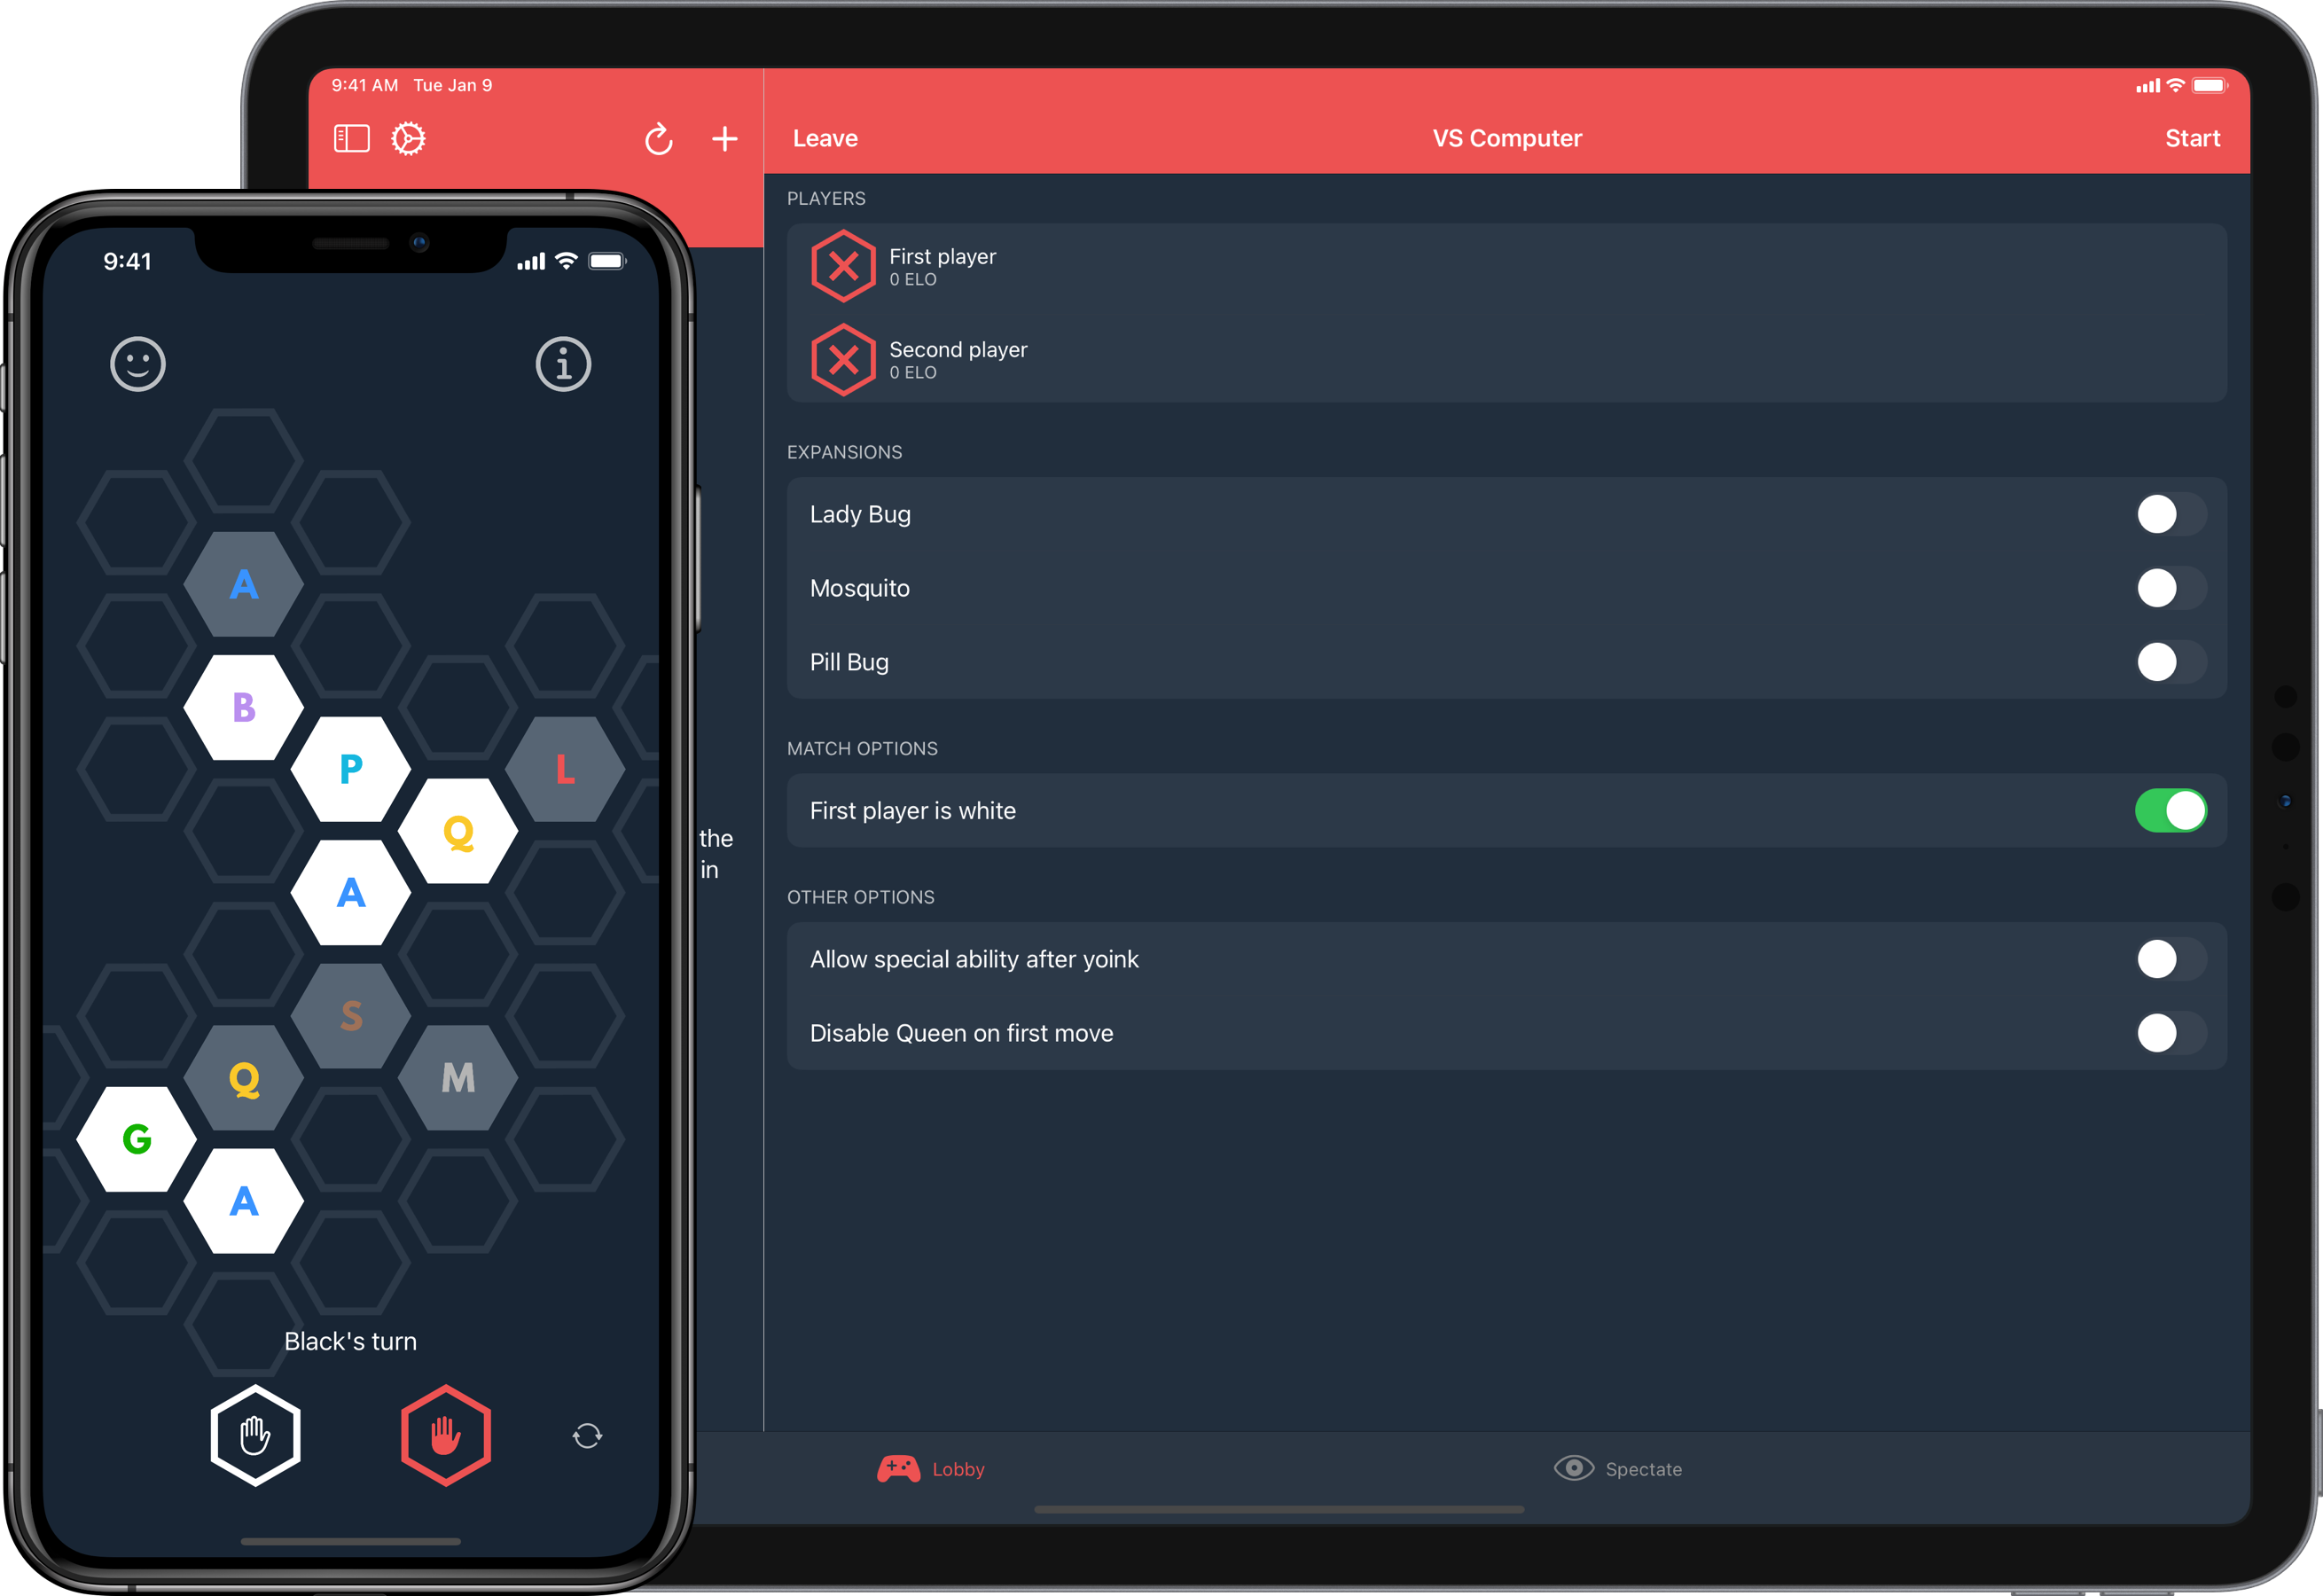 9:41 AM Tue Jan 9
Leave
VS Computer
Start
PLAYERS
First player
0 ELO
Second player
0 ELO
EXPANSIONS
Lady Bug
Mosquito
Pill Bug
MATCH OPTIONS
First player is white
OTHER OPTIONS
Allow special ability after yoink
Disable Queen on first move
the
in
Lobby
Spectate
9:41
A
B
P
L
Q
A
S
Q
M
G
A
Black's turn